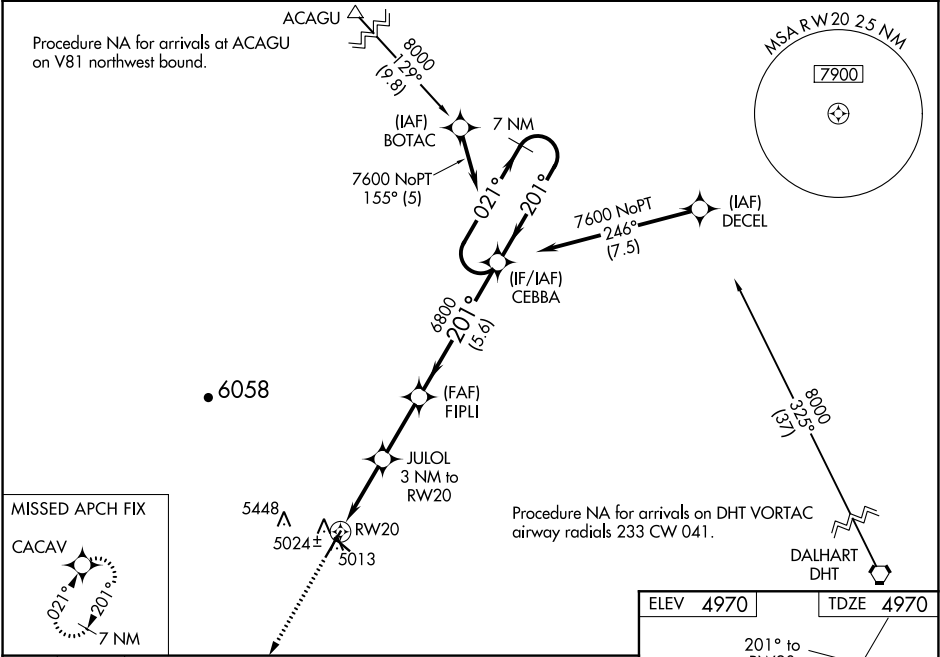 ACAGU
Procedure NA for arrivals at ACAGU
on V81 northwest bound.
8000
129°
(9.8)
MSA RW20 25 NM
7900
(IAF)
BOTAC
7 NM
7600 NoPT
155° (5)
021°
201°
7600 NoPT
246°
(7.5)
(IAF)
DECEL
(IF/IAF)
CEBBA
6800
201°
(5.6)
6058
(FAF)
FIPLI
8000
325°
(37)
JULOL
3 NM to
RW20
MISSED APCH FIX
CACAV
021°
201°
7 NM
5448
5024±
RW20
5013
Procedure NA for arrivals on DHT VORTAC
airway radials 233 CW 041.
DALHART
DHT
ELEV 4970
TDZE 4970
201° to